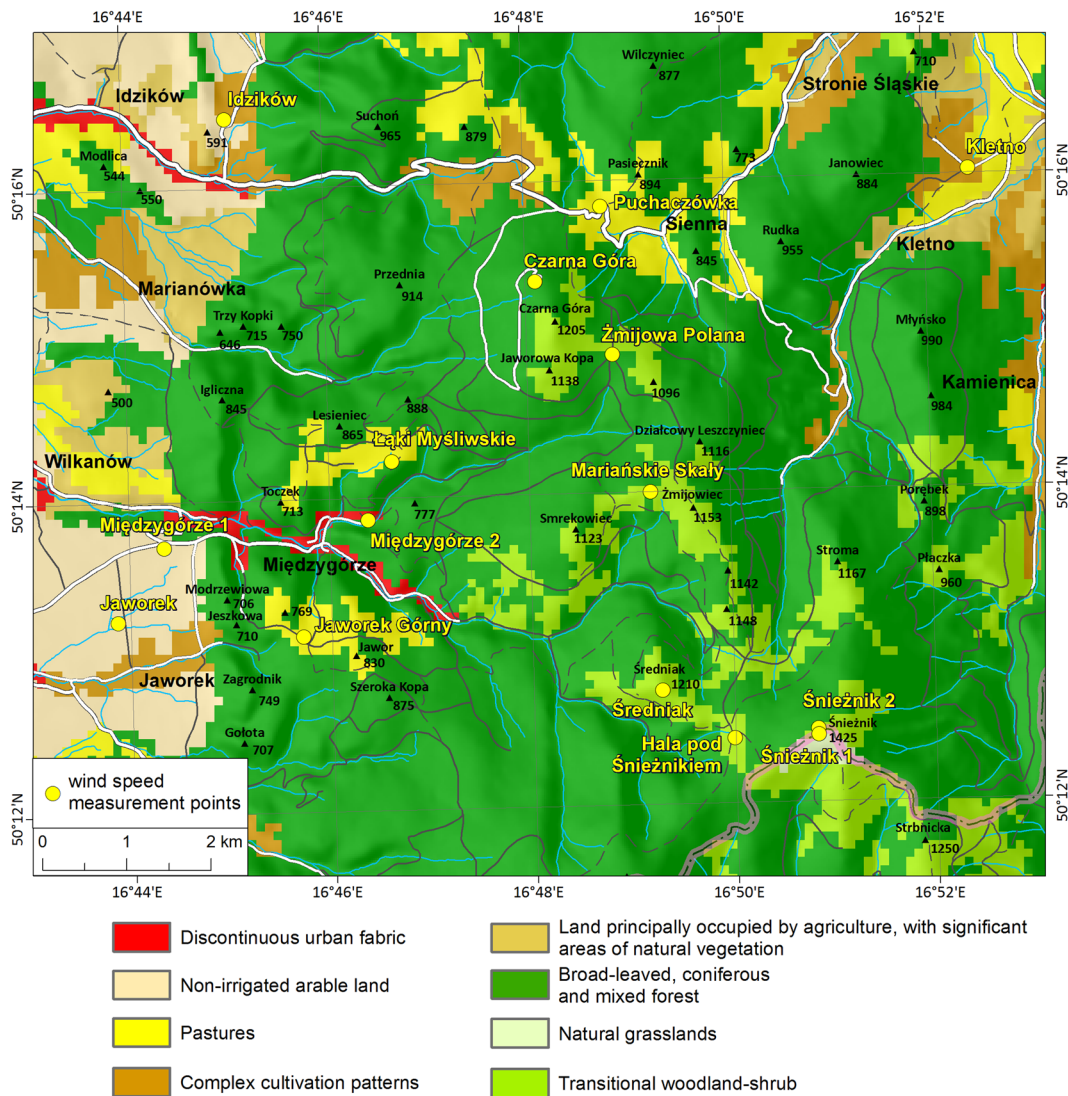 16°44'E
16°46'E
16°48'E
16°50'E
16°52'E
Wilczyniec
877
710
Stronie Śląskie
Idzików
Idzików
Suchoń
965
879
591
Kletno
50°16'N
50°16'N
Modlica
544
550
Pasiecznik
894
773
Janowiec
884
Puchaczówka
Sienna
845
Rudka
955
Kletno
Czarna Góra
Przednia
914
Marianówka
Czarna Góra
1205
Trzy Kopki
715
750
646
Młyńsko
990
Żmijowa Polana
Jaworowa Kopa
1138
1096
Kamienica
984
500
Igliczna
845
888
Lesieniec
865
Łąki Myśliwskie
Działcowy Leszczyniec
1116
Wilkanów
Mariańskie Skały
50°14'N
50°14'N
Toczek
713
777
Żmijowiec
1153
Porębek
898
Międzygórze 1
Międzygórze 2
Smrekowiec
1123
Stroma
1167
Płaczka
960
Międzygórze
1142
Modrzewiowa
706
Jaworek
Jeszkowa
710
769
Jaworek Górny
1148
Jawor
830
Średniak
1210
Jaworek
Zagrodnik
749
Szeroka Kopa
875
Średniak
Śnieżnik 2
Śnieżnik
1425
Gołota
707
Hala pod
Śnieżnikiem
Śnieżnik 1
wind speed
measurement points
50°12'N
50°12'N
Strbnicka
1250
0 1 2 km
16°44'E
16°46'E
16°48'E
16°50'E
16°52'E
Discontinuous urban fabric
Non-irrigated arable land
Pastures
Complex cultivation patterns
Land principally occupied by agriculture, with significant
areas of natural vegetation
Broad-leaved, coniferous
and mixed forest
Natural grasslands
Transitional woodland-shrub